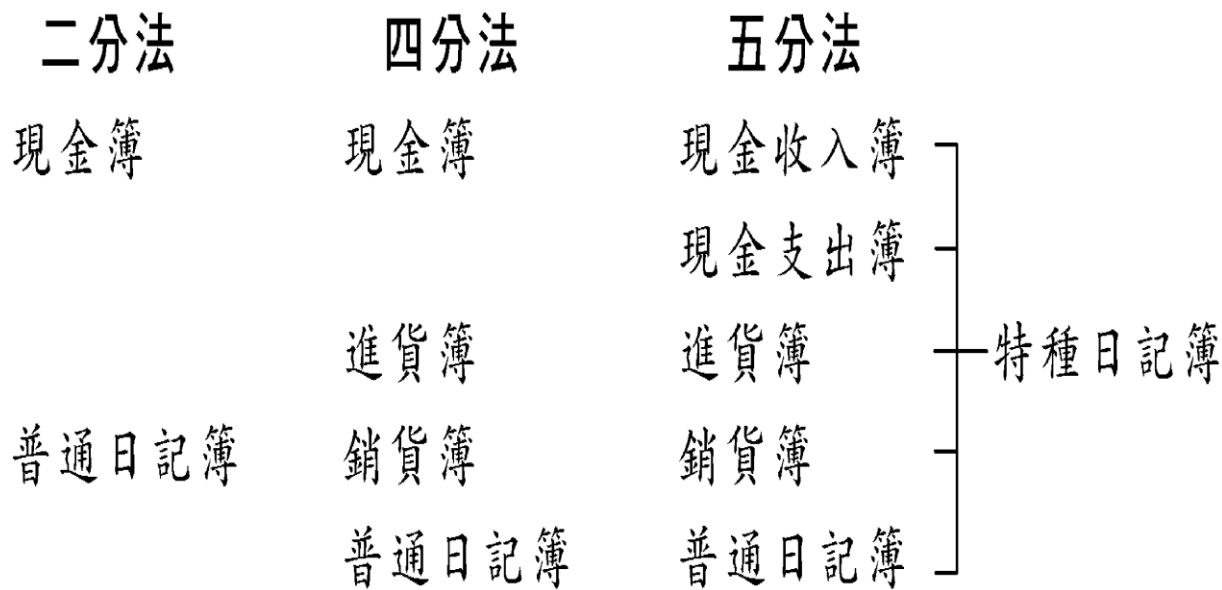 二分法 四分法 五分法
現金簿 現金簿 現金收入簿
現金支出簿
進貨簿 進貨簿 特種日記簿
普通日記簿 銷貨簿 銷貨簿
普通日記簿 普通日記簿